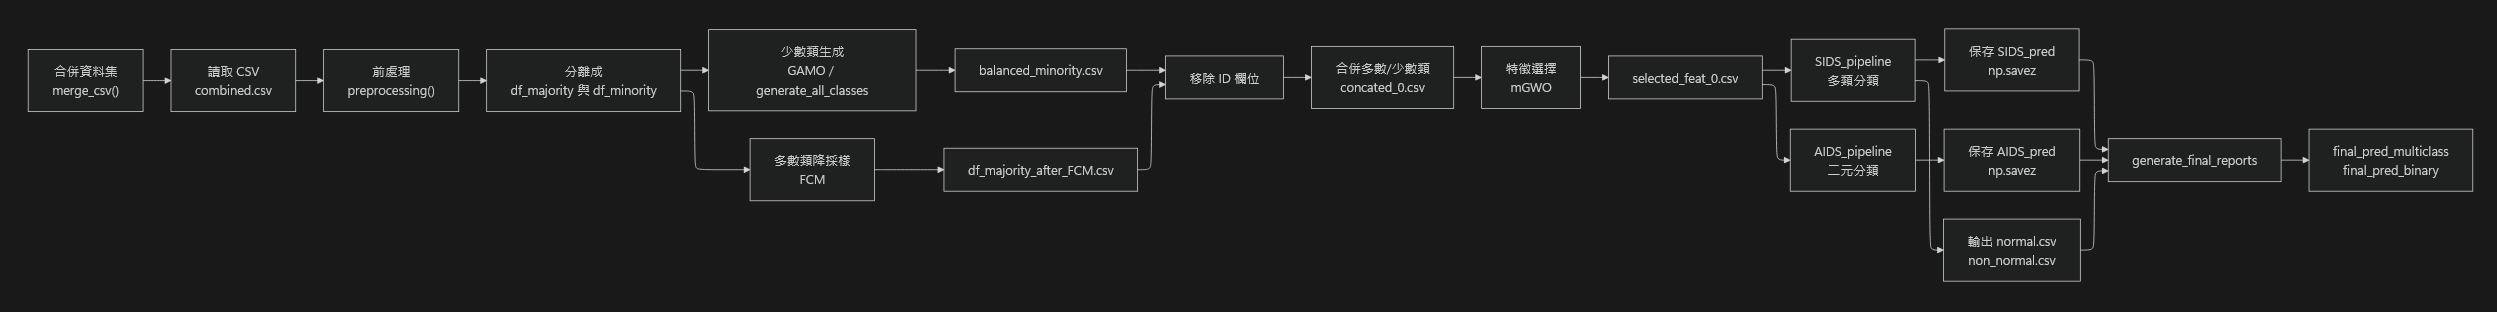 合併資料集
merge_csv()
讀取 CSV
combined.csv
前處理
preprocessing()
分離成
df_majority 與 df_minority
少數類生成
GAMO /
generate_all_classes
多數類降採樣
FCM
balanced_minority.csv
df_majority_after_FCM.csv
移除 ID 欄位
合併多數/少數類
concated_0.csv
特徵選擇
mGWO
selected_feat_0.csv
SIDS_pipeline
多類分類
AIDS_pipeline
二元分類
保存 SIDS_pred
np.savez
保存 AIDS_pred
np.savez
輸出 normal.csv
non_normal.csv
generate_final_reports
final_pred_multiclass
final_pred_binary